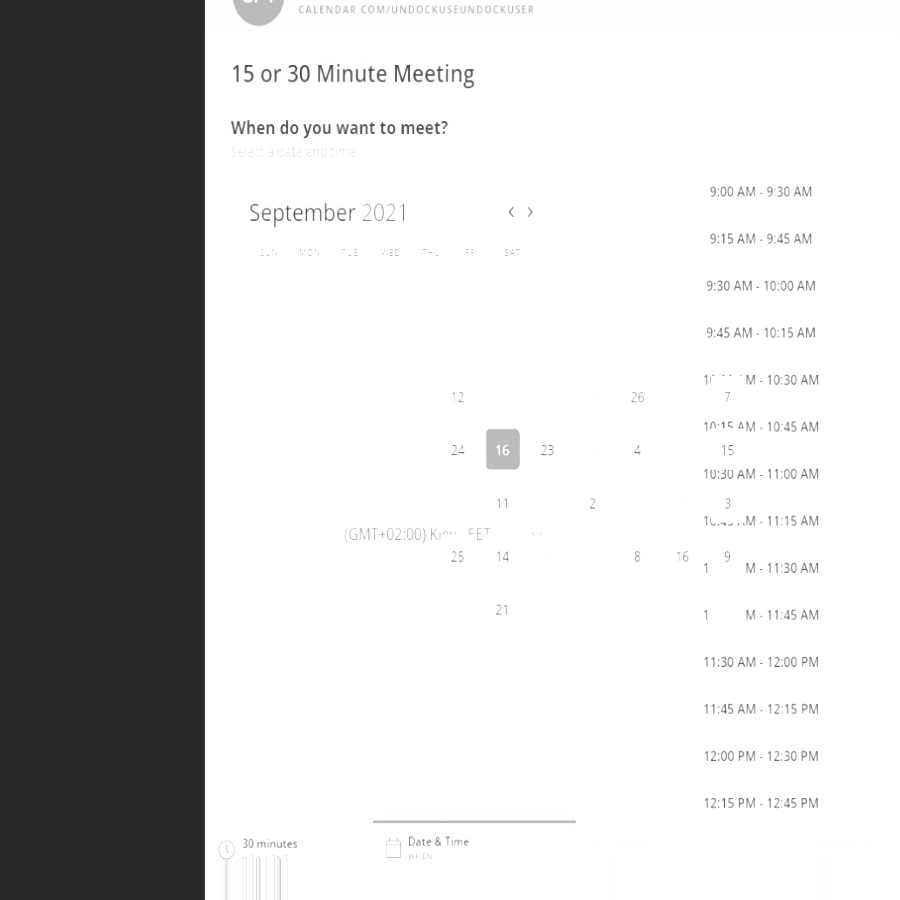 CALENDAR.COM/UNDOCKUSEUNDOCKUSER
15 or 30 Minute Meeting
When do you want to meet?
Select a date and time
September 2021
SUN MON TUE WED THU FRI SAT
9:00 AM - 9:30 AM
9:15 AM - 9:45 AM
9:30 AM - 10:00 AM
9:45 AM - 10:15 AM
M - 10:30 AM
12 26 7
10:15 AM - 10:45 AM
24 16 23 4 15
10:30 AM - 11:00 AM
11 2 3
M - 11:15 AM
(GMT+02:00) EET
25 14 8 16 9
M - 11:30 AM
21
M - 11:45 AM
11:30 AM - 12:00 PM
11:45 AM - 12:15 PM
12:00 PM - 12:30 PM
12:15 PM - 12:45 PM
30 minutes
Date & Time
WHEN